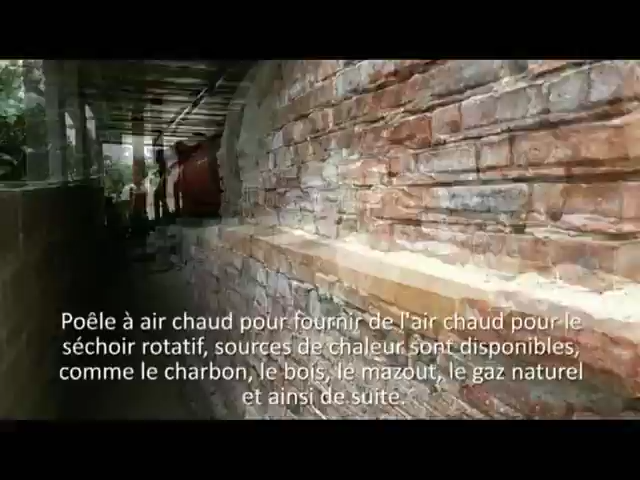 Poêle à air chaud pour fournir de l'air chaud pour le
séchoir rotatif, sources de chaleur sont disponibles,
comme le charbon, le bois, le mazout, le gaz naturel
et ainsi de suite.